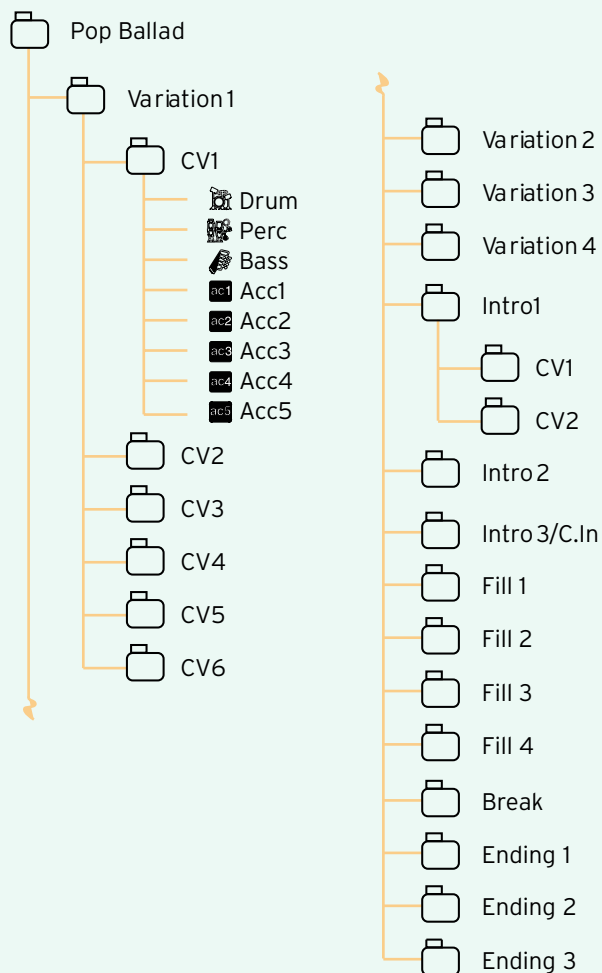 Pop Ballad
Variation 1
CV1
Drum
Perc
Bass
ac1 Acc1
ac2 Acc2
ac3 Acc3
ac4 Acc4
ac5 Acc5
CV2
CV3
CV4
CV5
CV6
Variation 2
Variation 3
Variation 4
Intro1
CV1
CV2
Intro 2
Intro 3/C.In
Fill 1
Fill 2
Fill 3
Fill 4
Break
Ending 1
Ending 2
Ending 3